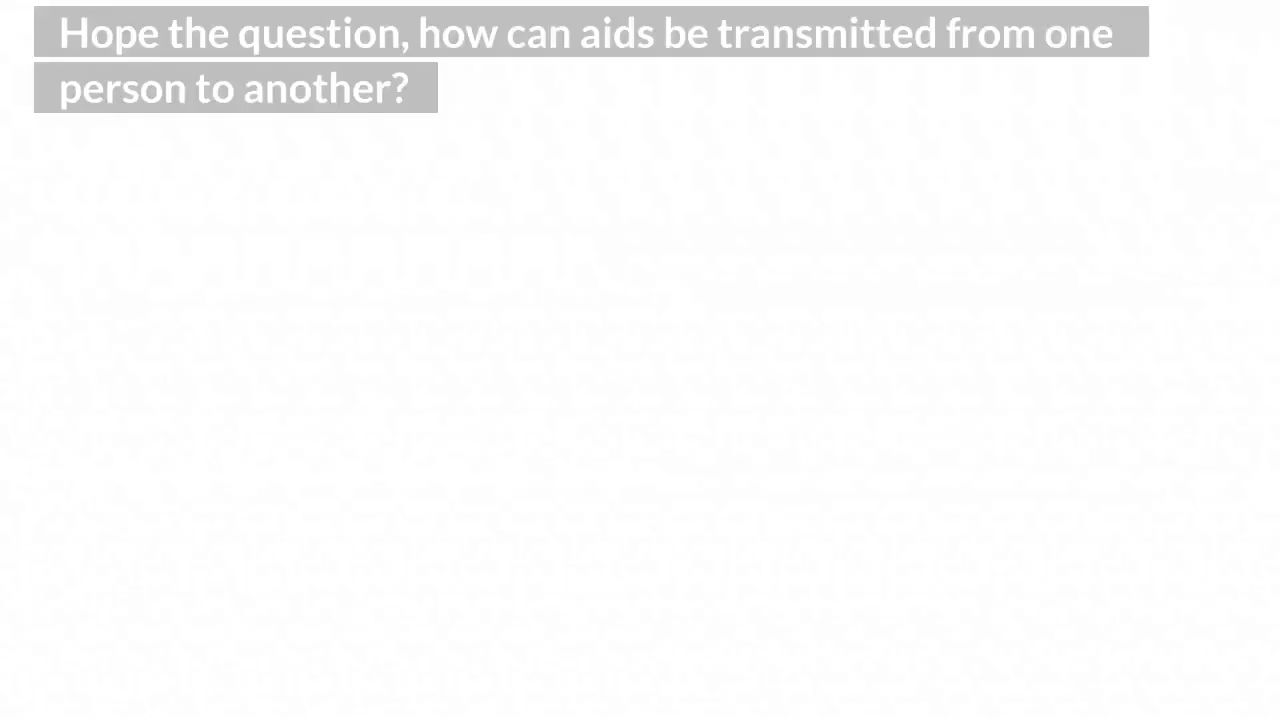 Hope the question, how can aids be transmitted from one
person to another?